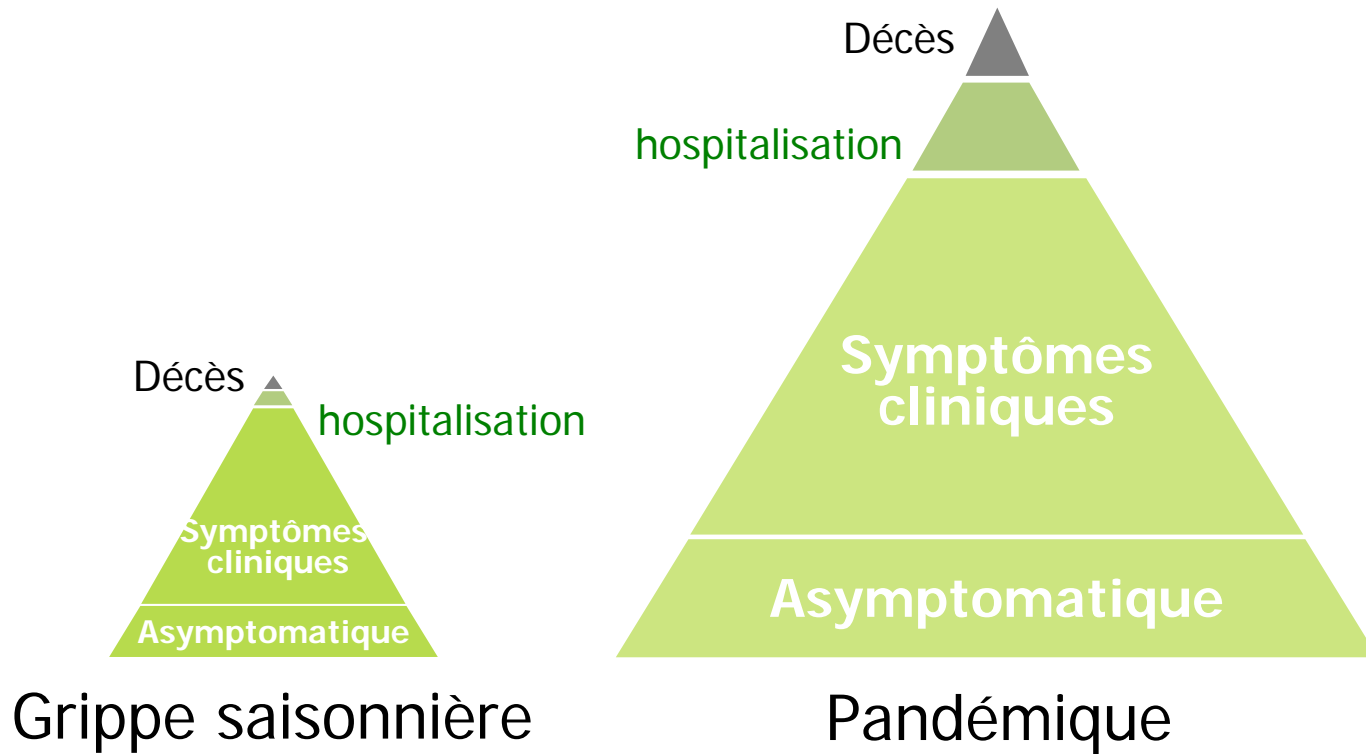 Décès
hospitalisation
Symptômes
cliniques
Asymptomatique
Grippe saisonnière
Décès
hospitalisation
Symptômes
cliniques
Asymptomatique
Pandémique